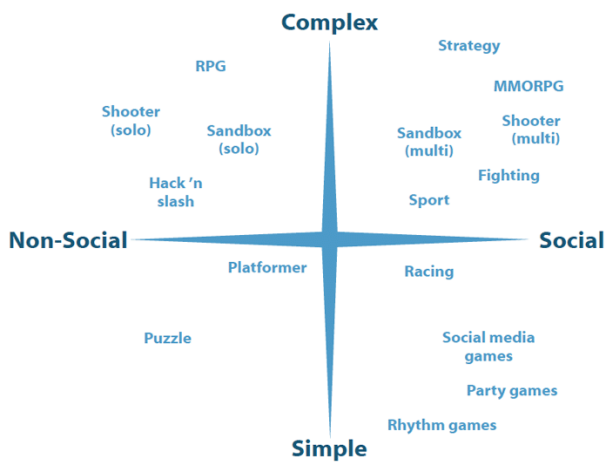 Complex
Strategy
RPG
MMORPG
Shooter
(solo)
Sandbox
(solo)
Sandbox
(multi)
Shooter
(multi)
Hack 'n
slash
Fighting
Sport
Non-Social
Social
Platformer
Racing
Puzzle
Social media
games
Party games
Rhythm games
Simple